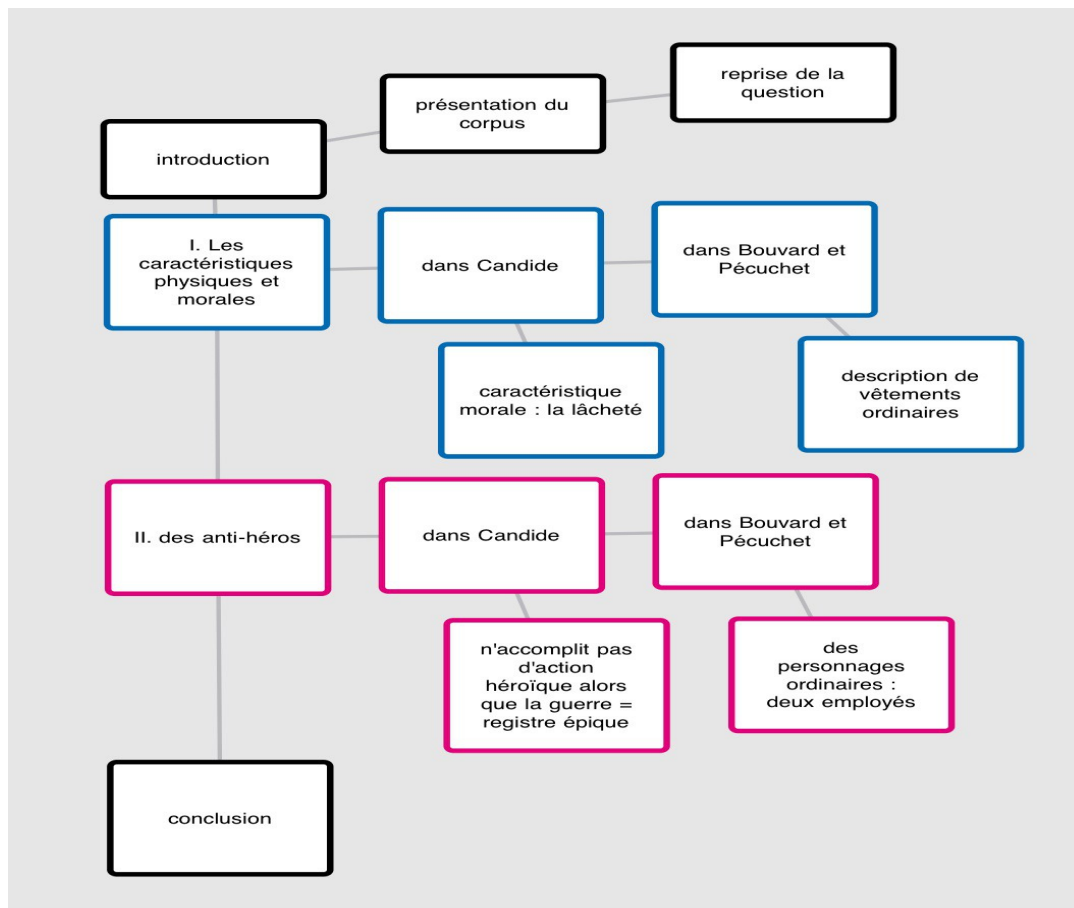 introduction
présentation du
corpus
reprise de la
question
I. Les
caractéristiques
physiques et
morales
dans Candide
dans Bouvard et
Pécuchet
caractéristique
morale : la lâcheté
description de
vêtements
ordinaires
II. des anti-héros
dans Candide
dans Bouvard et
Pécuchet
n'accomplit pas
d'action
héroïque alors
que la guerre =
registre épique
des
personnages
ordinaires :
deux employés
conclusion